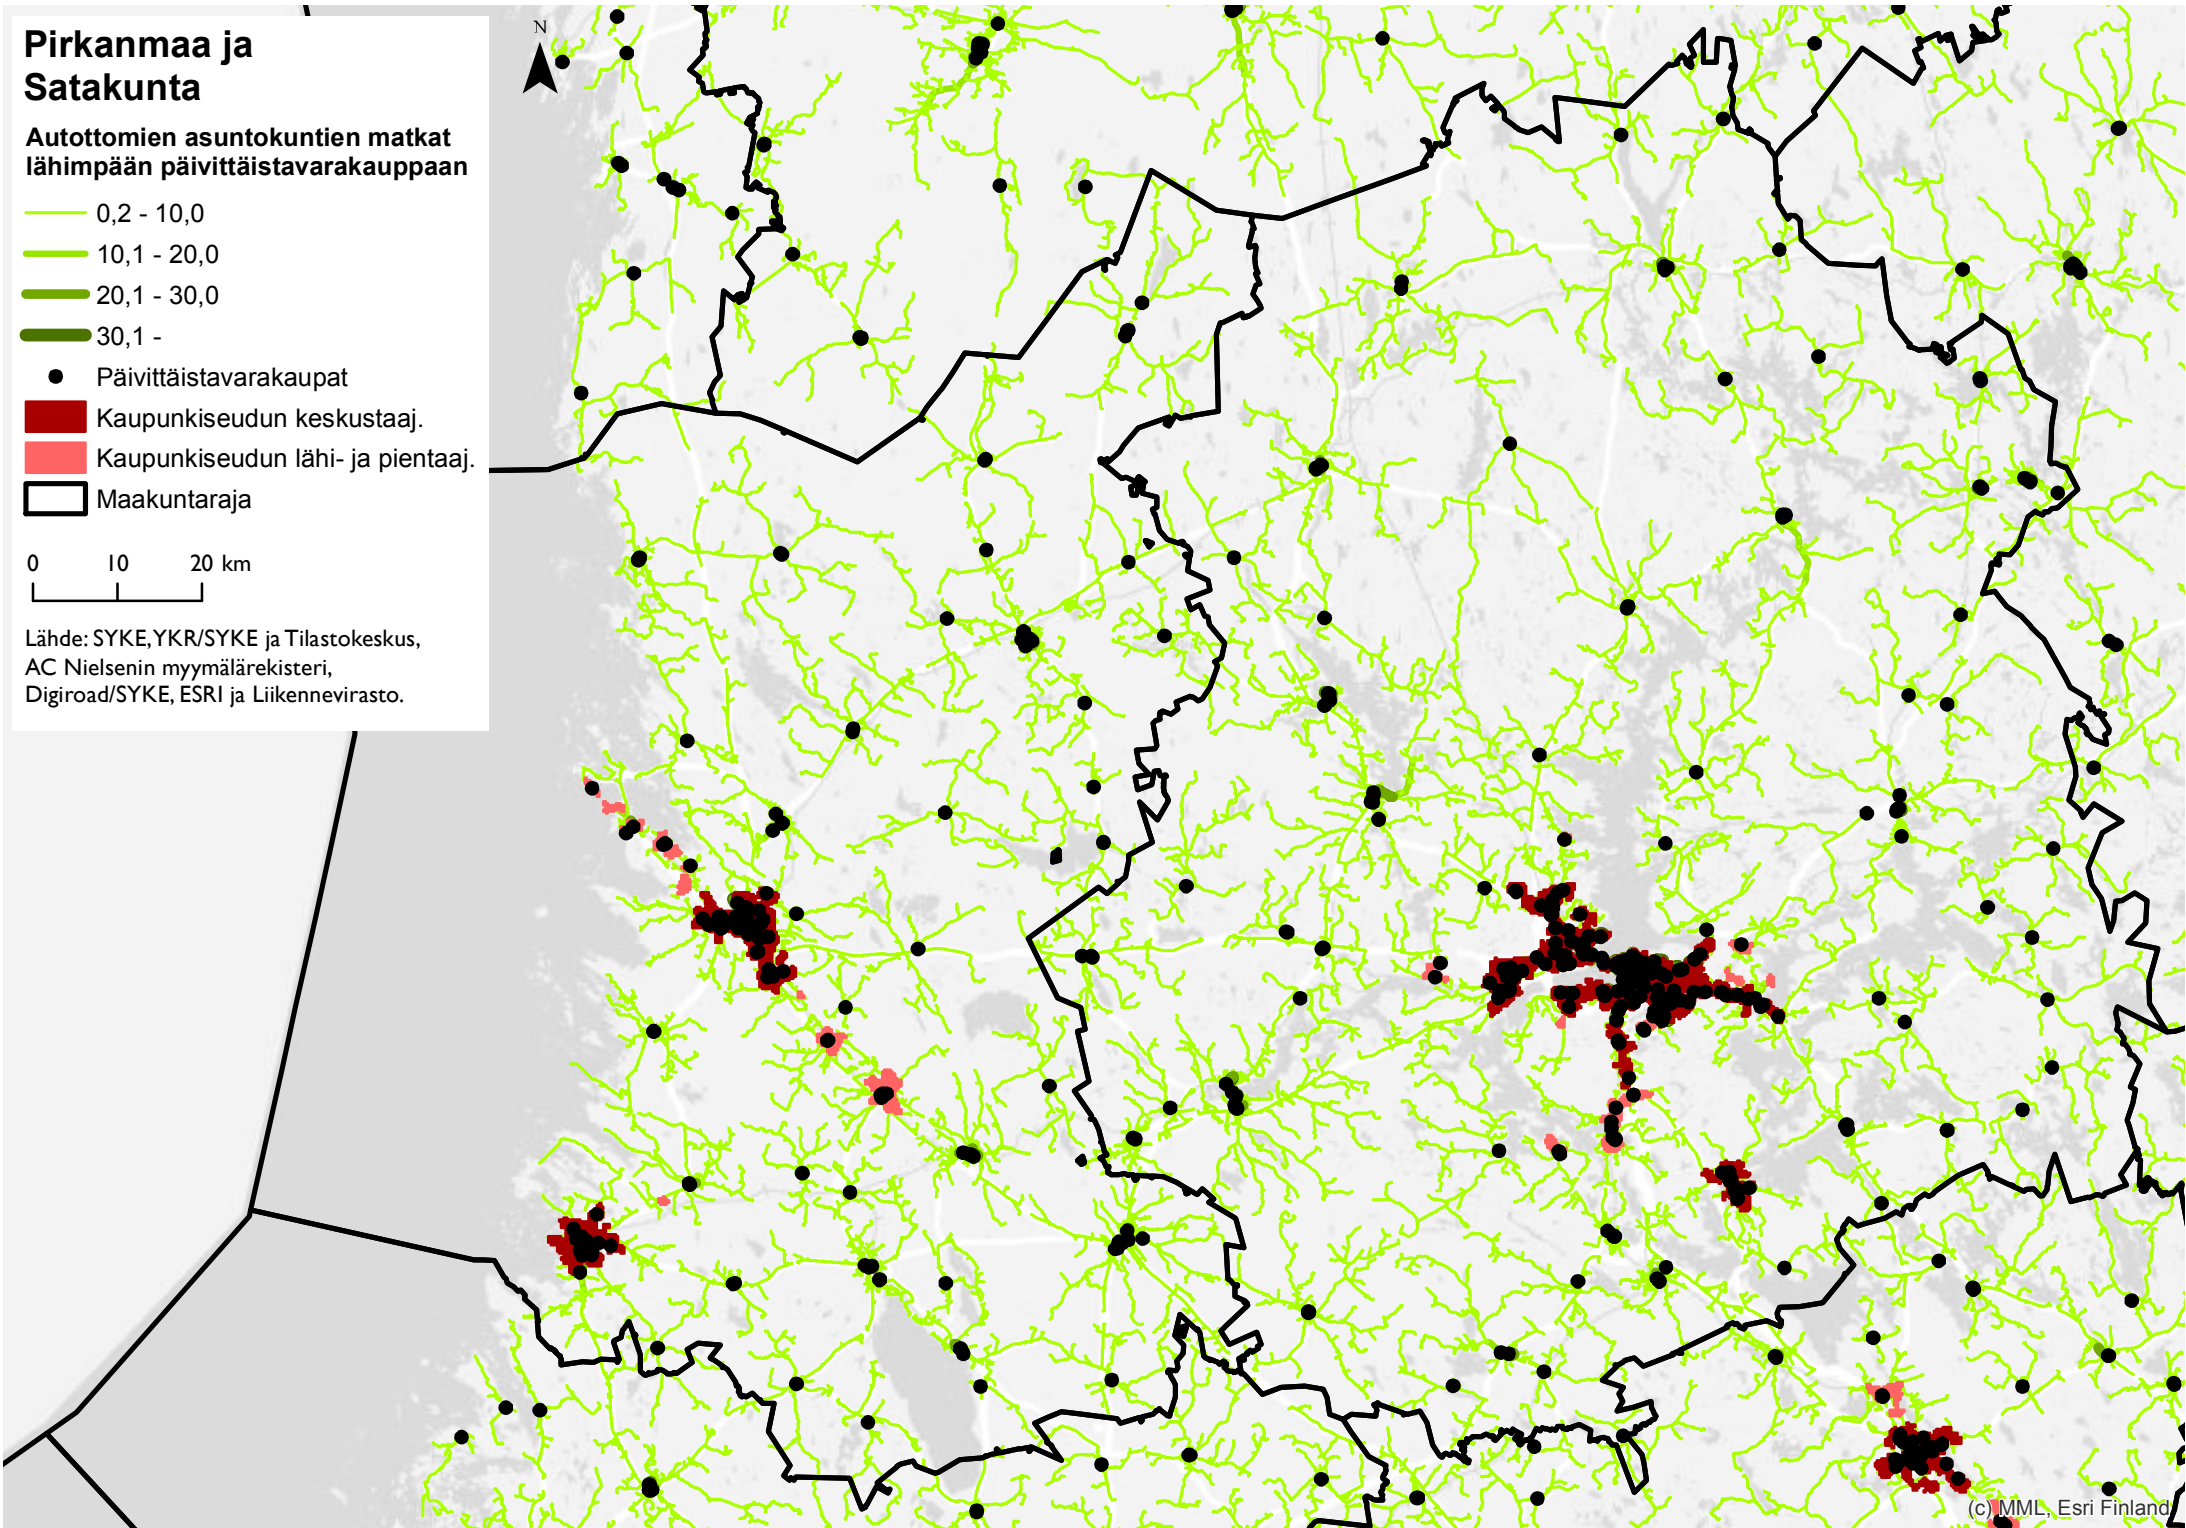 Pirkanmaa ja
Satakunta
Autottomien asuntokuntien matkat
lähimpään päivittäistavarakauppaan
0,2 - 10,0
10,1 - 20,0
20,1 - 30,0
30,1 -
Päivittäistavarakaupat
Kaupunkiseudun keskustaaj.
Kaupunkiseudun lähi- ja pientaaj.
Maakuntaraja
0 10 20 km
Lähde: SYKE, YKR/SYKE ja Tilastokeskus,
AC Nielsenin myymälärekisteri,
Digiroad/SYKE, ESRI ja Liikennevirasto.
N
(c) MML, Esri Finland